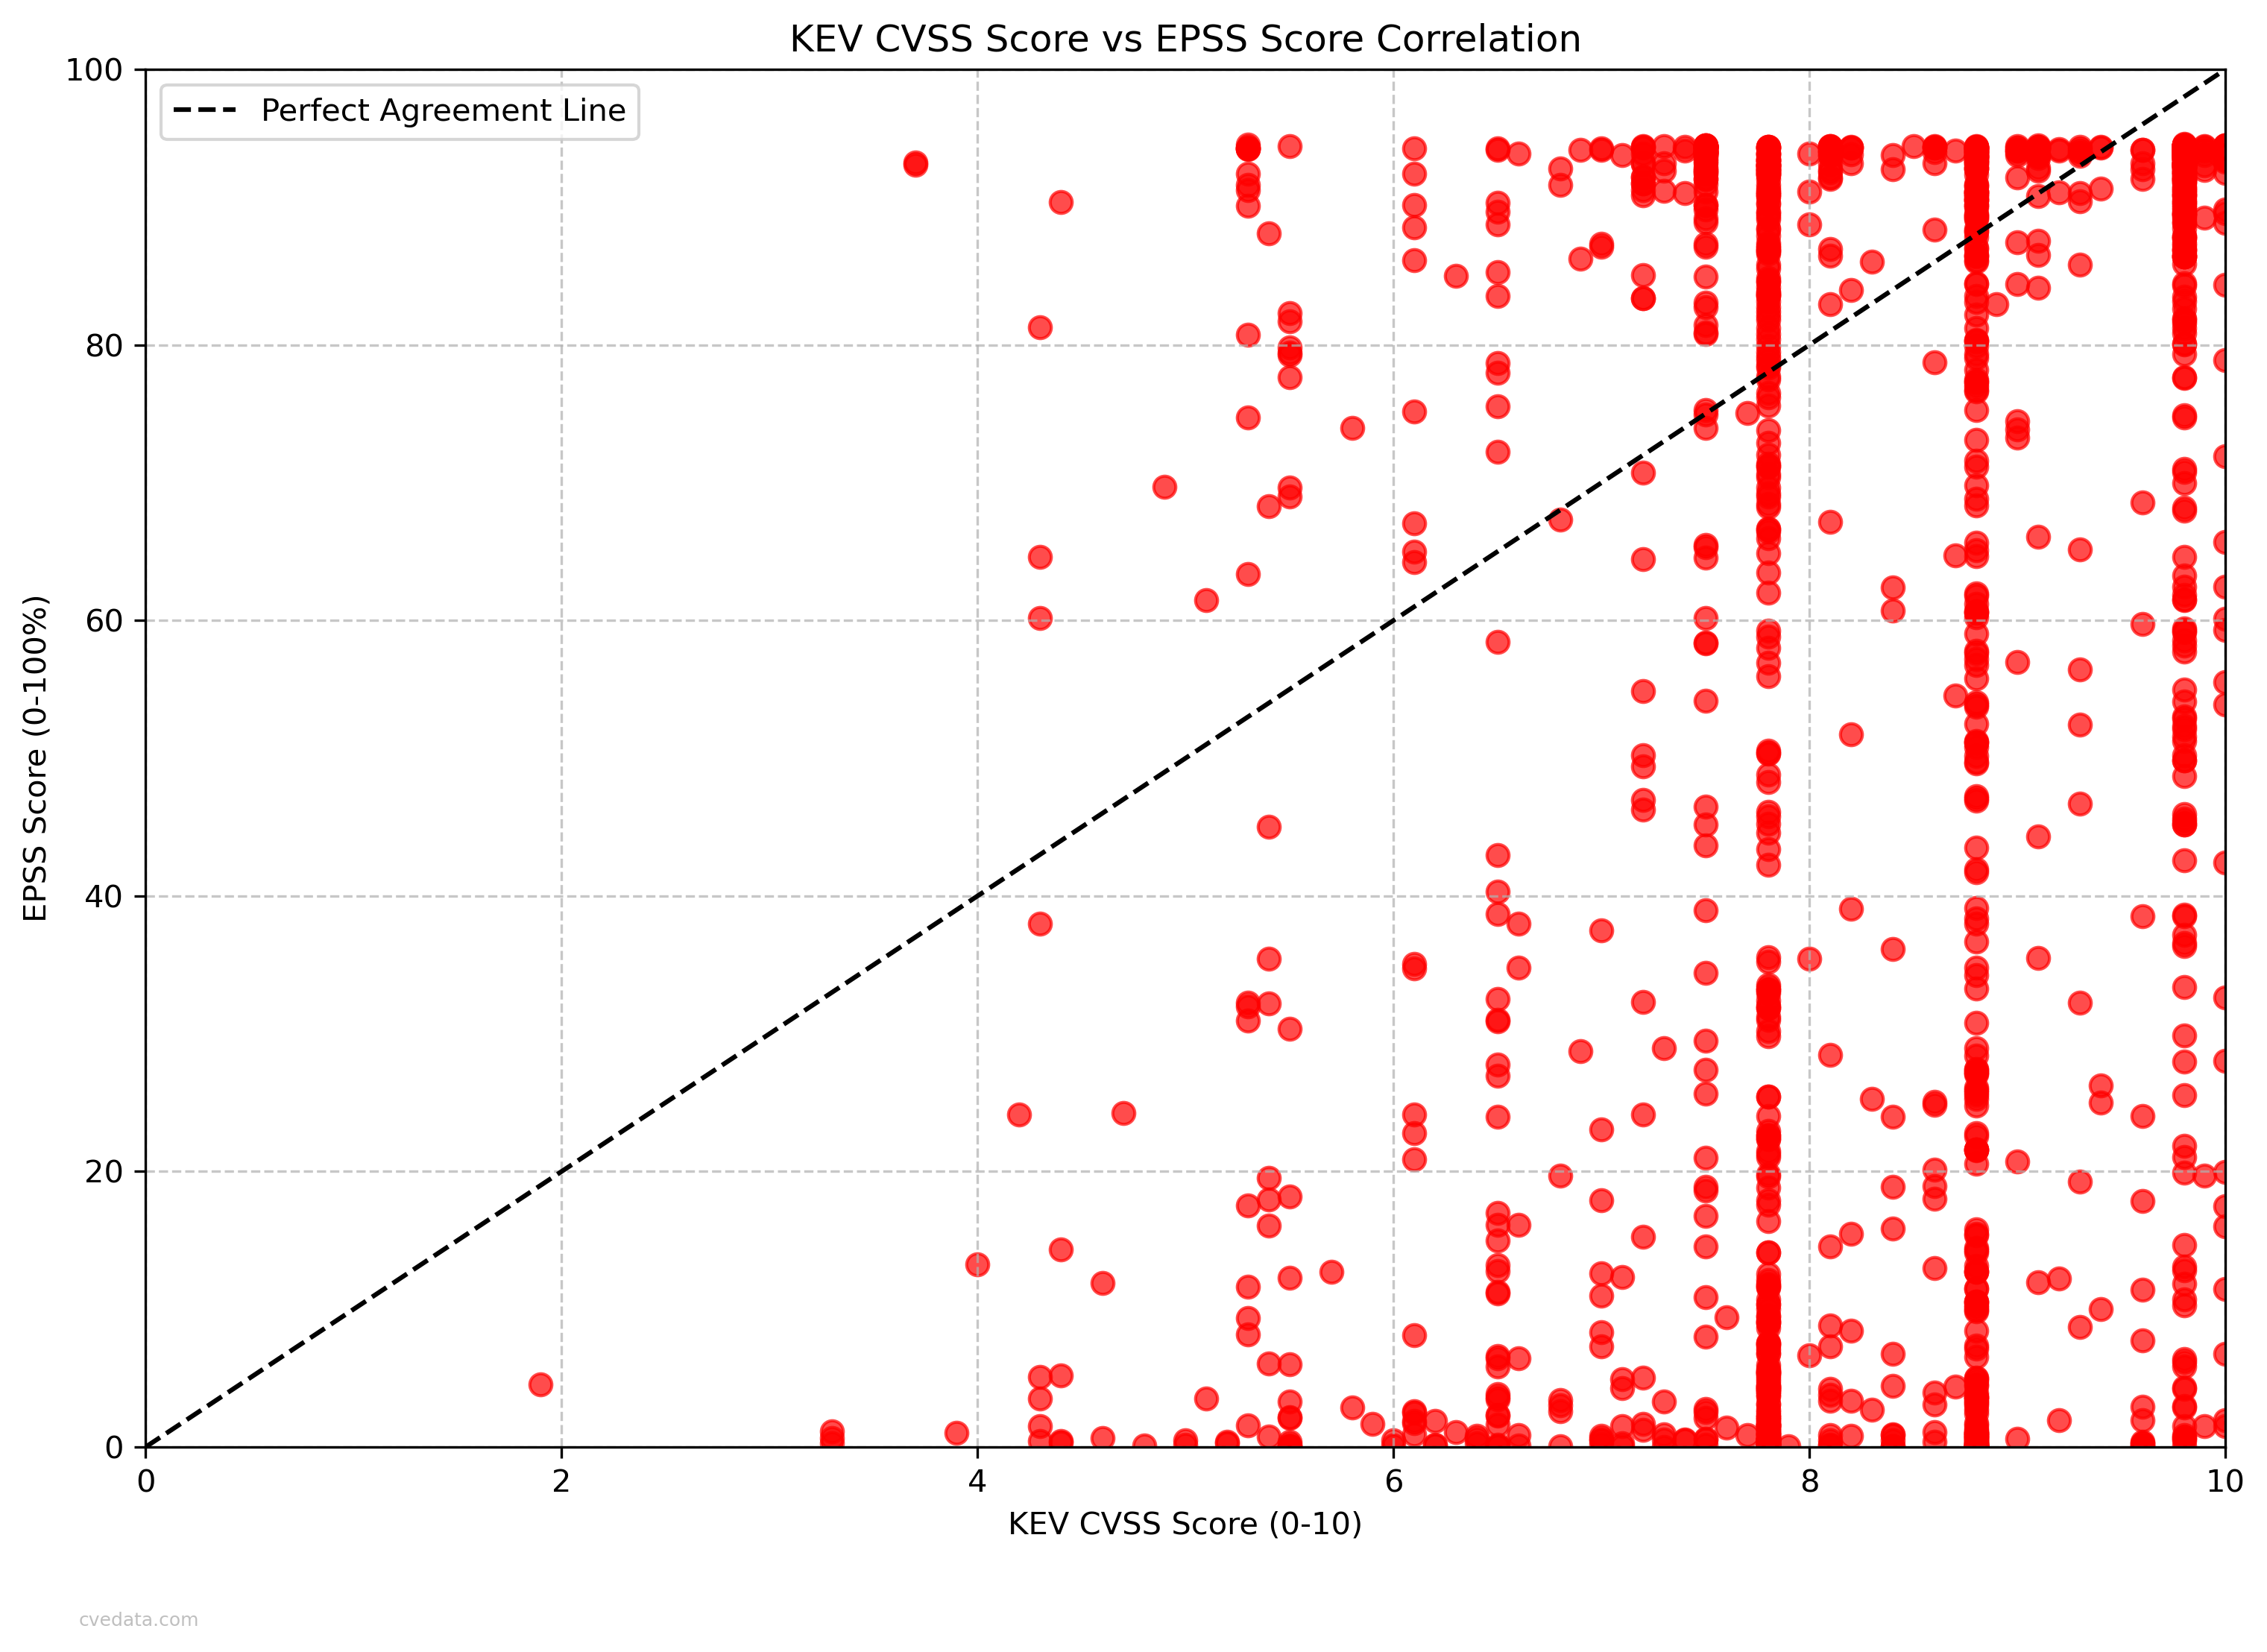 KEV CVSS Score vs EPSS Score Correlation
100
Perfect Agreement Line
80
60
40
20
0
EPSS Score (0-100%)
0 2 4 6 8 10
KEV CVSS Score (0-10)
cvedata.com